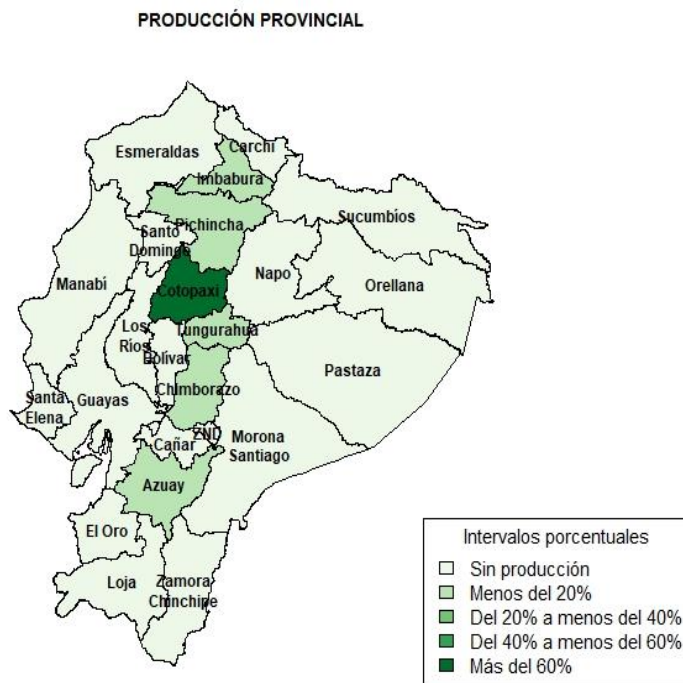 PRODUCCIÓN PROVINCIAL
Carchi
Esmeraldas
Imbabura
Sucumbíos
Pichincha
Santo
Domingo
Napo
Orellana
Manabí
Cotopaxi
Los
Ríos
Tungurahua
Bolívar
Pastaza
Chimborazo
Santa
Elena
Guayas
ZND
Cañar
Morona
Santiago
Azuay
El Oro
Loja
Zamora
Chinchipe
Intervalos porcentuales
Sin producción
Menos del 20%
Del 20% a menos del 40%
Del 40% a menos del 60%
Más del 60%